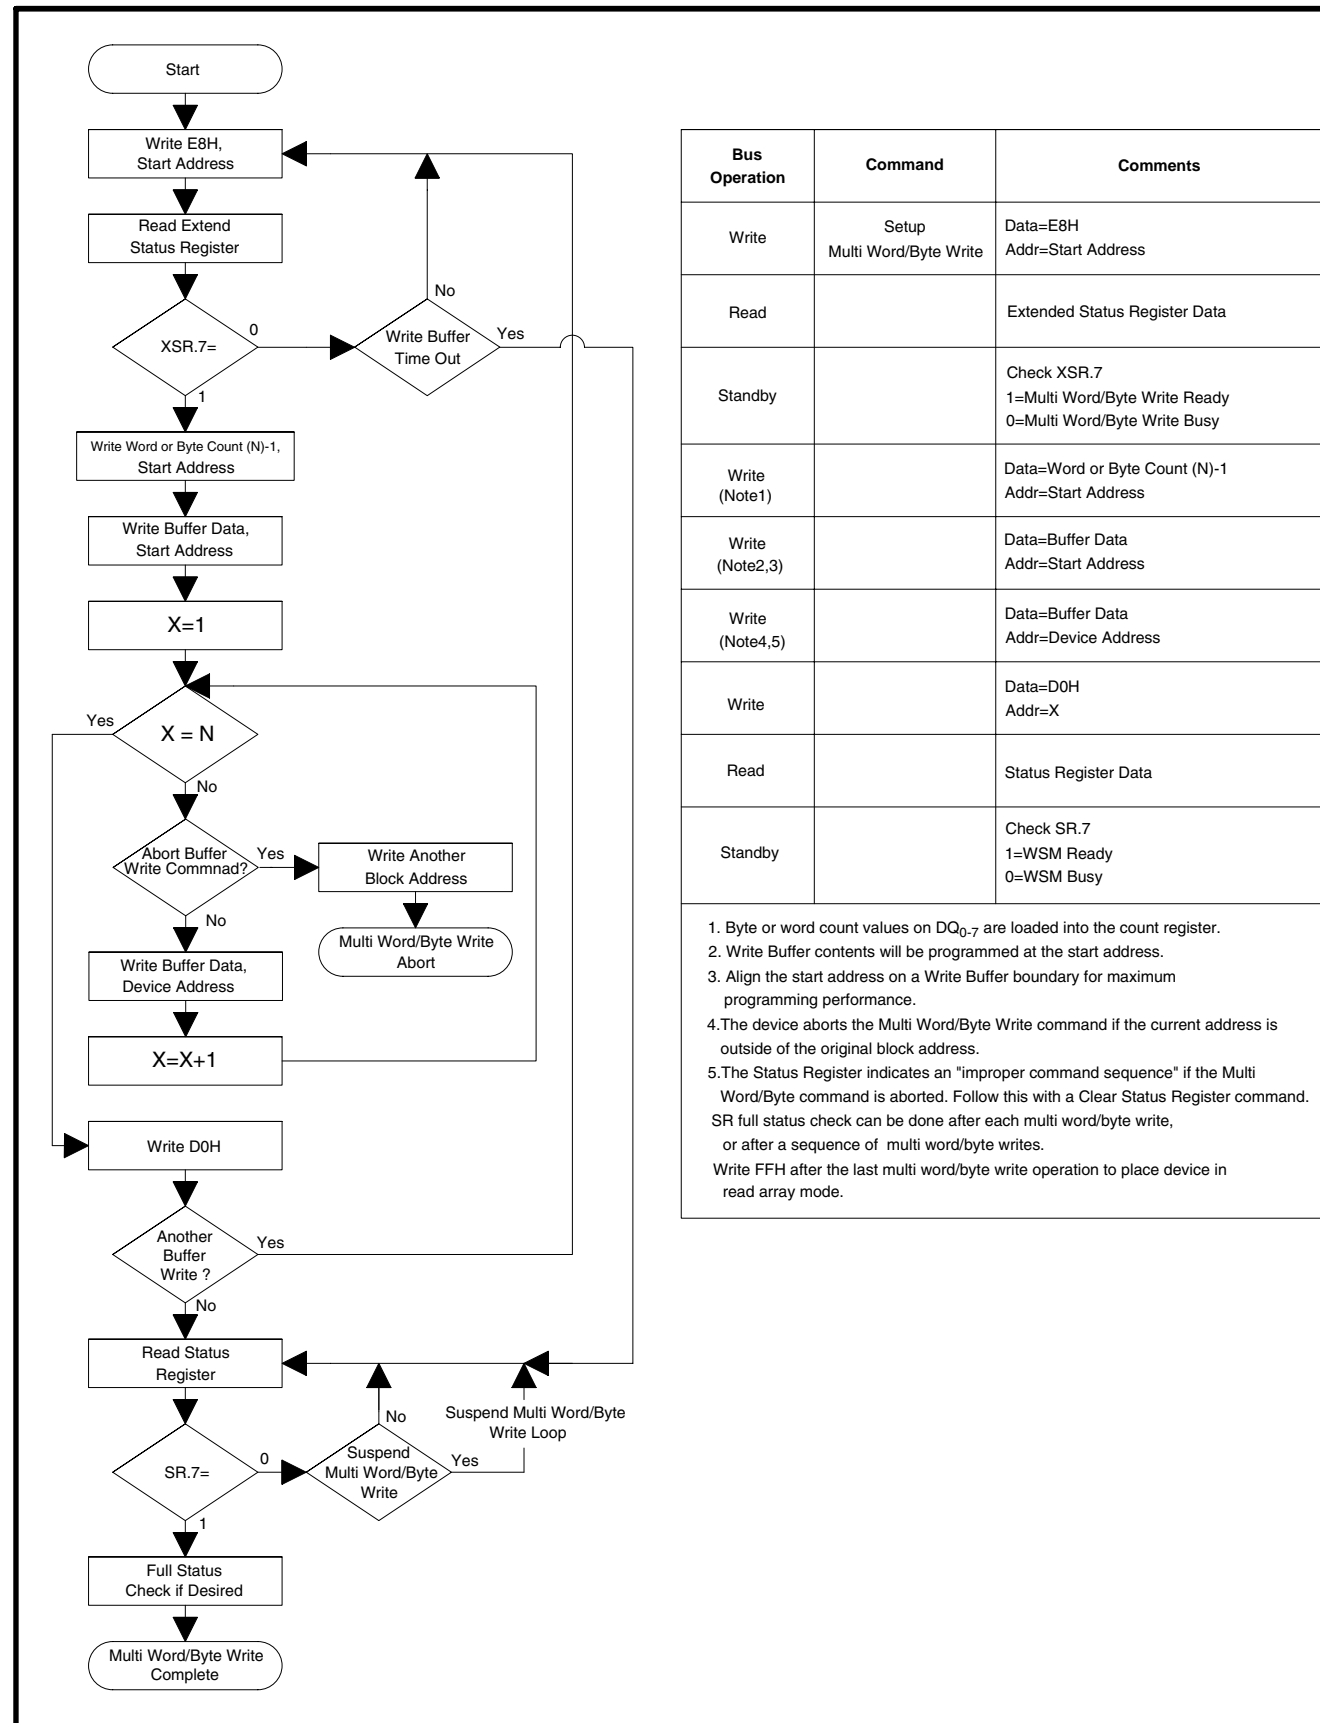 Start
Write E8H,
Start Address
Read Extend
Status Register
No
XSR.7=
0
Write Buffer
Time Out
Yes
1
Write Word or Byte Count (N)-1,
Start Address
Write Buffer Data,
Start Address
X=1
Yes
X = N
No
Abort Buffer
Write Commnad?
Yes
Write Another
Block Address
No
Multi Word/Byte Write
Abort
Write Buffer Data,
Device Address
X=X+1
Write D0H
Another
Buffer
Write ?
Yes
No
Read Status
Register
No
Suspend Multi Word/Byte
Write Loop
SR.7=
0
Suspend
Multi Word/Byte
Write
Yes
1
Full Status
Check if Desired
Multi Word/Byte Write
Complete
Bus
Operation
Command
Comments
Write
Setup
Multi Word/Byte Write
Data=E8H
Addr=Start Address
Read
Extended Status Register Data
Standby
Check XSR.7
1=Multi Word/Byte Write Ready
0=Multi Word/Byte Write Busy
Write
(Note1)
Data=Word or Byte Count (N)-1
Addr=Start Address
Write
(Note2,3)
Data=Buffer Data
Addr=Start Address
Write
(Note4,5)
Data=Buffer Data
Addr=Device Address
Write
Data=D0H
Addr=X
Read
Status Register Data
Standby
Check SR.7
1=WSM Ready
0=WSM Busy
1. Byte or word count values on DQ0-7 are loaded into the count register.
2. Write Buffer contents will be programmed at the start address.
3. Align the start address on a Write Buffer boundary for maximum
programming performance.
4.The device aborts the Multi Word/Byte Write command if the current address is
outside of the original block address.
5.The Status Register indicates an "improper command sequence" if the Multi
Word/Byte command is aborted. Follow this with a Clear Status Register command.
SR full status check can be done after each multi word/byte write,
or after a sequence of multi word/byte writes.
Write FFH after the last multi word/byte write operation to place device in
read array mode.